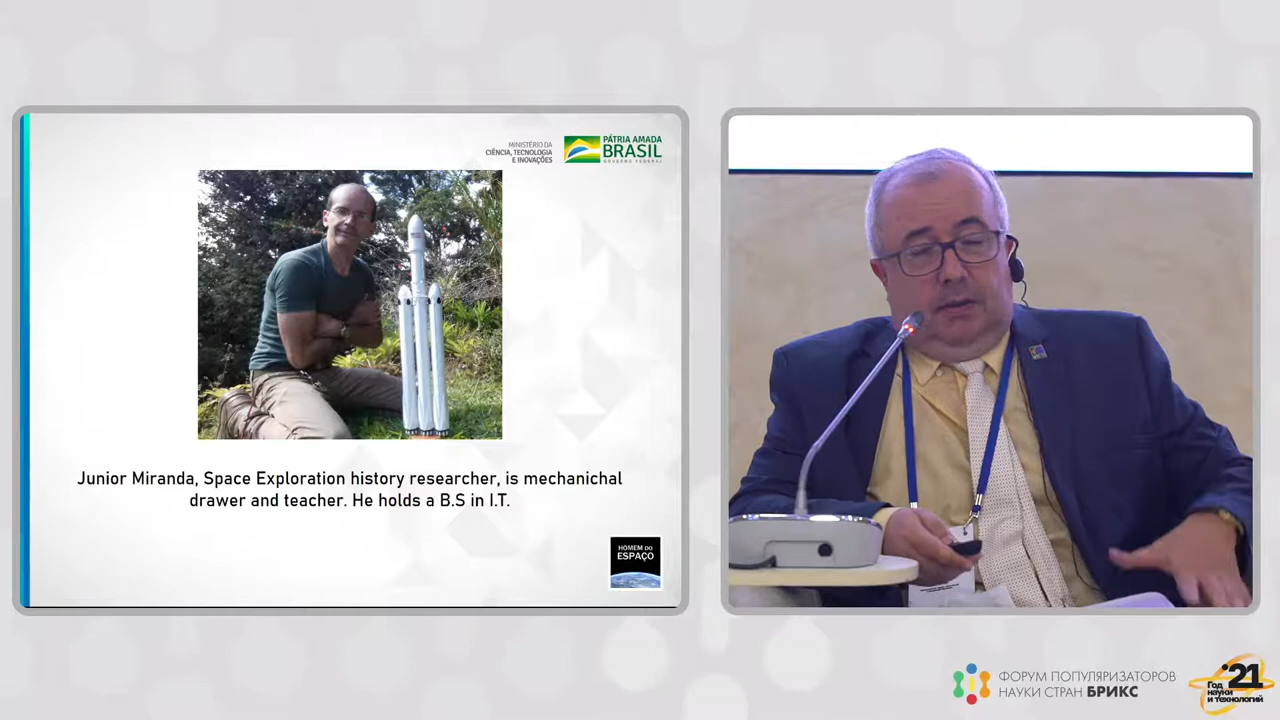 MINISTÉRIO DA
CIÊNCIA, TECNOLOGIA
E INOVAÇÕES
PÁTRIA AMADA
BRASIL
GOVERNO FEDERAL
Junior Miranda, Space Exploration history researcher, is mechanichal
drawer and teacher. He holds a B.S in I.T.
HOMEM DO
ESPAÇO
ФОРУМ ПОПУЛЯРИЗАТОРОВ
НАУКИ СТРАН БРИКС
'21
Год
науки
и технологий